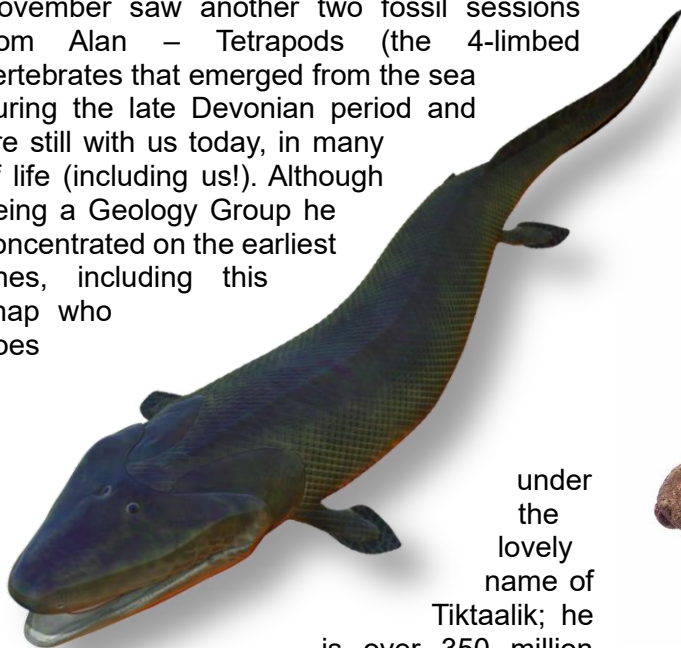 ovember saw another two fossil sessions
om Alan – Tetrapods (the 4-limbed
ertebrates that emerged from the sea
uring the late Devonian period and
re still with us today, in many
f life (including us!). Although
eing a Geology Group he
oncentrated on the earliest
nes, including this
hap who
oes
under
the
lovely
name of
Tiktaalik; he
is over 350 million